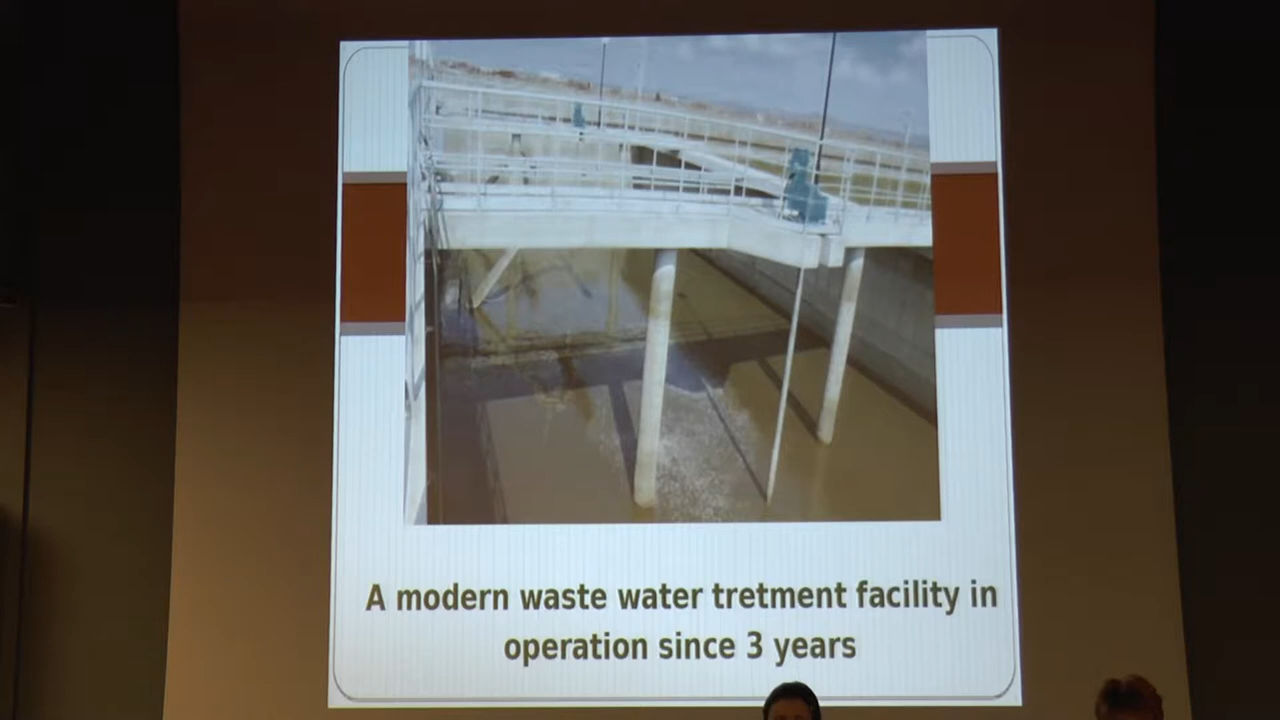 A modern waste water tretment facility in
operation since 3 years